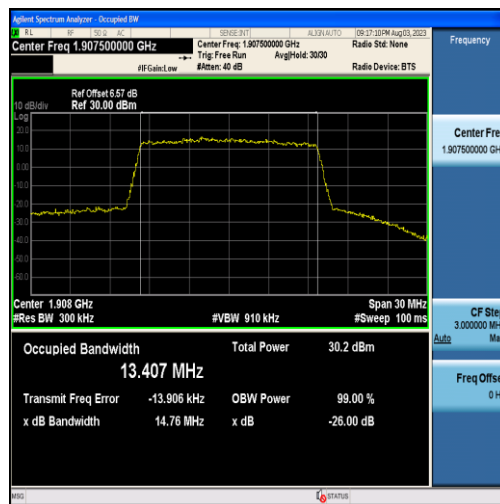 Agilent Spectrum Analyzer - Occupied BW
RL RF 50 Ω AC SENSE:INT ALIGN AUTO 09:17:10 PM Aug 03, 2023
Center Freq 1.907500000 GHz Center Freq: 1.907500000 GHz Radio Std: None Frequency
Trig: Free Run Avg|Hold: 30/30
#IFGain:Low #Atten: 40 dB Radio Device: BTS
Ref Offset 6.57 dB
10 dB/div Ref 30.00 dBm
Log
20.0
10.0
0.00
-10.0
-20.0
-30.0
-40.0
-50.0
-60.0
Center Fre
1.907500000 GH
Center 1.908 GHz Span 30 MHz
#Res BW 300 kHz #VBW 910 kHz #Sweep 100 ms
CF Ste
3.000000 MH
Auto Ma
Occupied Bandwidth Total Power 30.2 dBm
13.407 MHz
Transmit Freq Error -13.906 kHz OBW Power 99.00 %
x dB Bandwidth 14.76 MHz x dB -26.00 dB
Freq Offse
0 H
MSG STATUS